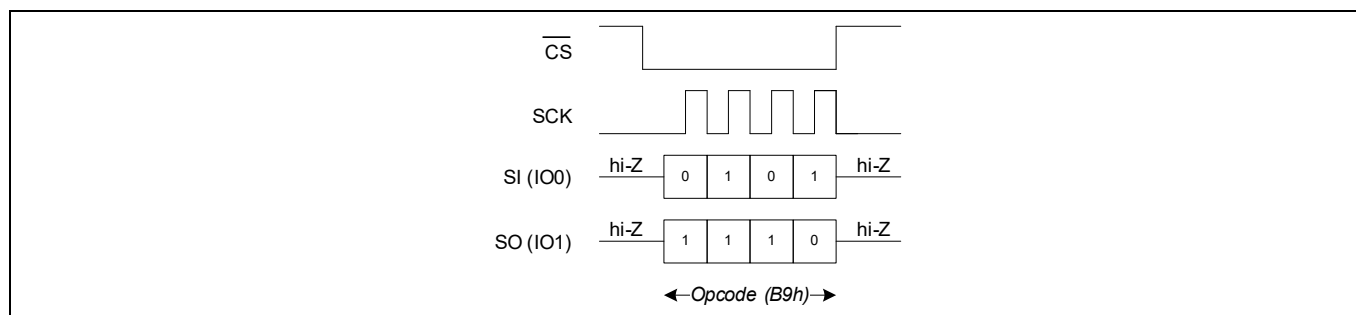 CS
SCK
hi-Z 0 1 0 1 hi-Z
SI (IO0)
hi-Z 1 1 1 0 hi-Z
SO (IO1)
Opcode (B9h)